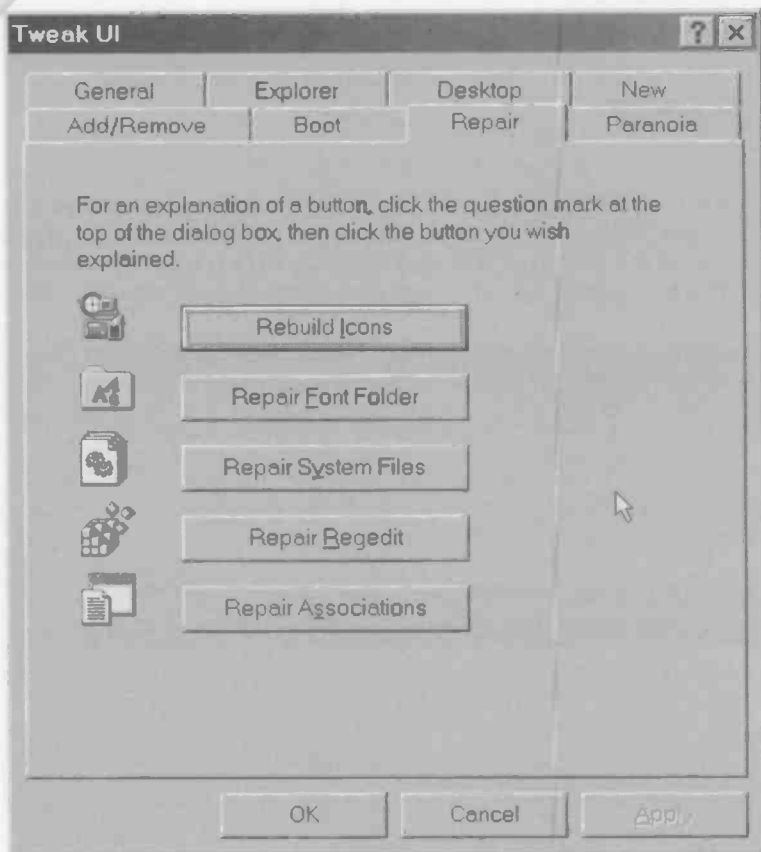 Tweak UI
General Explorer Desktop New
Add/Remove Boot Repair Paranoia
For an explanation of a button, click the question mark at the
top of the dialog box, then click the button you wish
explained.
Rebuild Icons
Repair Font Folder
Repair System Files
Repair Regedit
Repair Associations
OK Cancel Apply